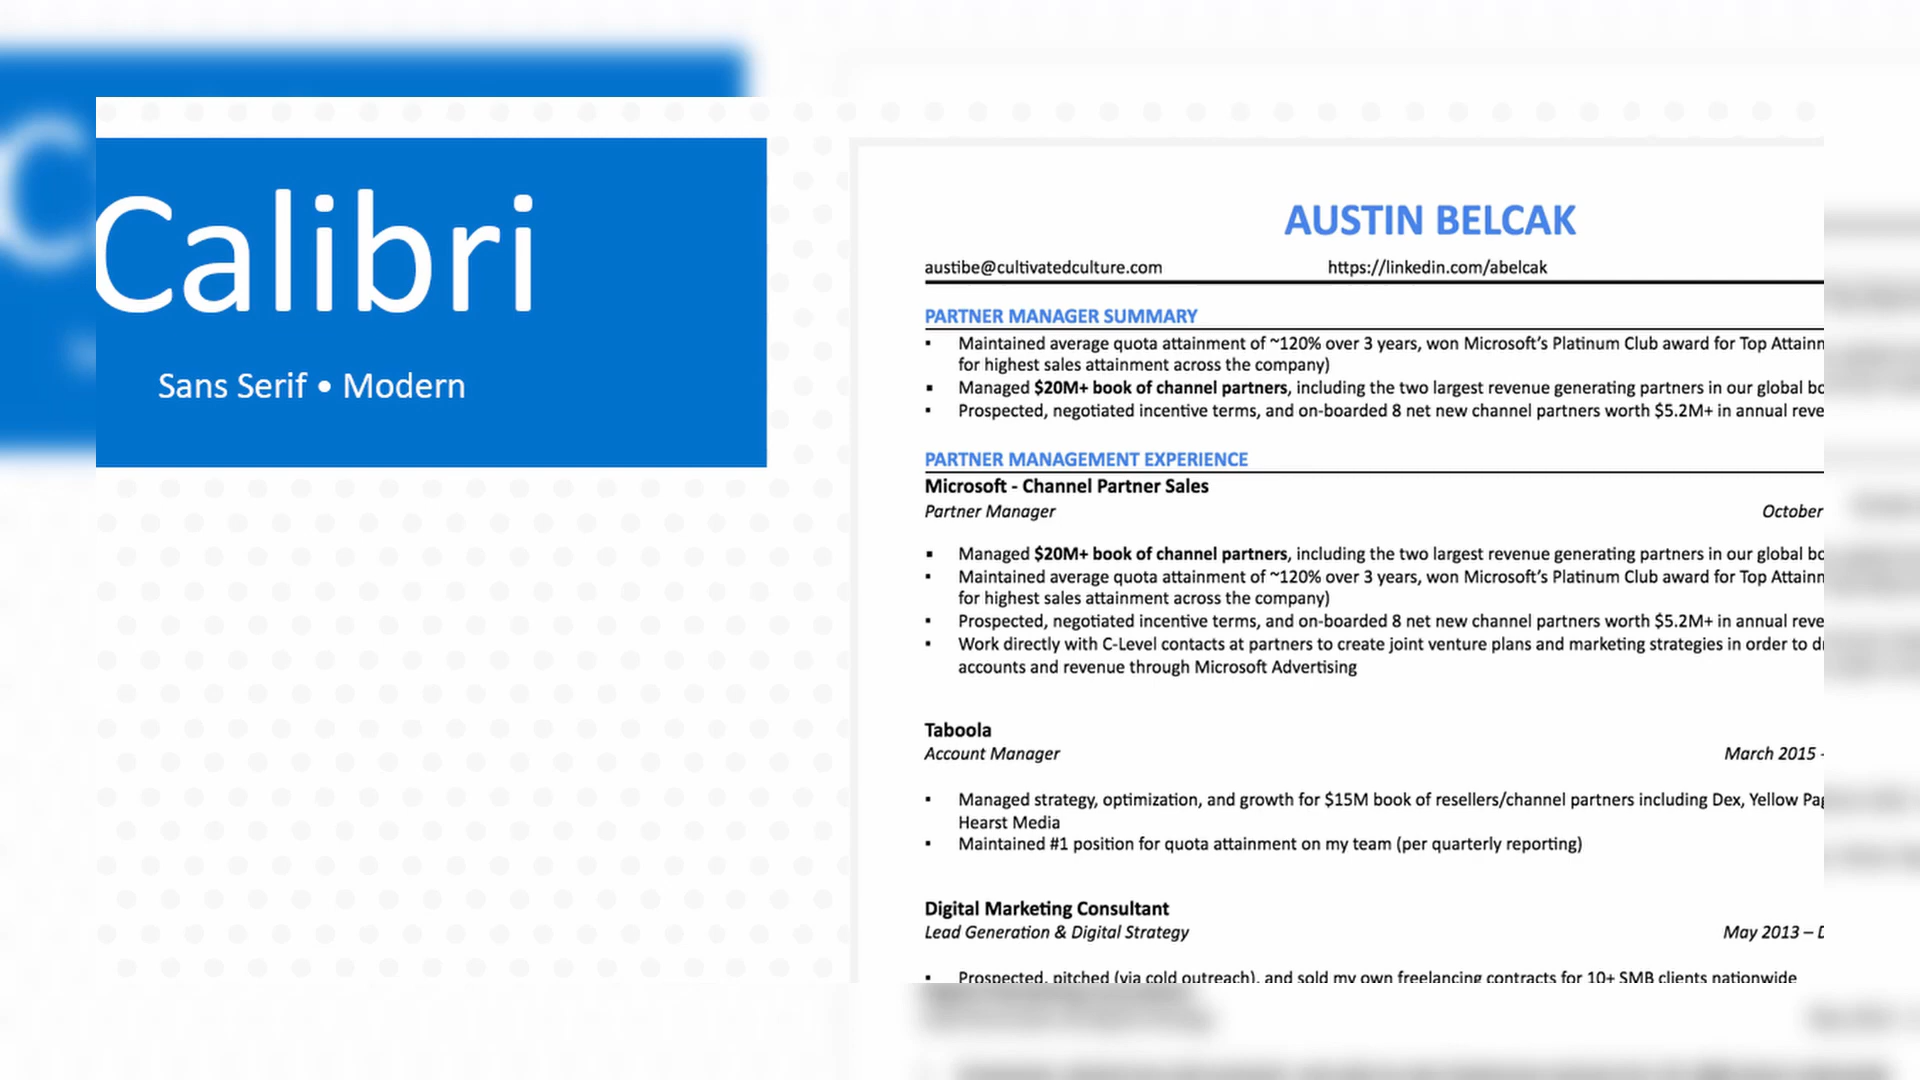 Calibri
Sans Serif • Modern
AUSTIN BELCAK
austibe@cultivatedculture.com https://linkedin.com/abelcak
PARTNER MANAGER SUMMARY
▪ Maintained average quota attainment of ~120% over 3 years, won Microsoft's Platinum Club award for Top
for highest sales attainment across the company)
▪ Managed $20M+ book of channel partners, including the two largest revenue generating partners in our global
▪ Prospected, negotiated incentive terms, and on-boarded 8 net new channel partners worth $5.2M+ in annual
PARTNER MANAGEMENT EXPERIENCE
Microsoft - Channel Partner Sales
Partner Manager October
▪ Managed $20M+ book of channel partners, including the two largest revenue generating partners in our global
▪ Maintained average quota attainment of ~120% over 3 years, won Microsoft's Platinum Club award for Top
for highest sales attainment across the company)
▪ Prospected, negotiated incentive terms, and on-boarded 8 net new channel partners worth $5.2M+ in annual
▪ Work directly with C-Level contacts at partners to create joint venture plans and marketing strategies in order to
accounts and revenue through Microsoft Advertising
Taboola
Account Manager March 2015 -
▪ Managed strategy, optimization, and growth for $15M book of resellers/channel partners including Dex, Yellow
Hearst Media
▪ Maintained #1 position for quota attainment on my team (per quarterly reporting)
Digital Marketing Consultant
Lead Generation & Digital Strategy May 2013 –
▪ Prospected, pitched (via cold outreach), and sold my own freelancing contracts for 10+ SMB clients nationwide